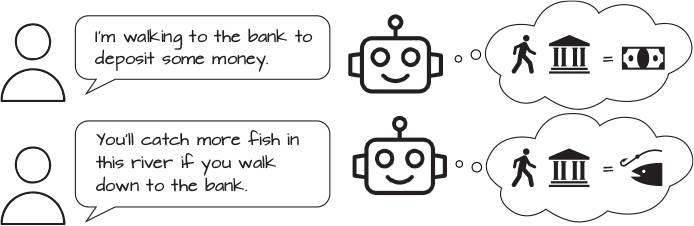 I'm walking to the bank to
deposit some money.
=
You'll catch more fish in
this river if you walk
down to the bank.
=